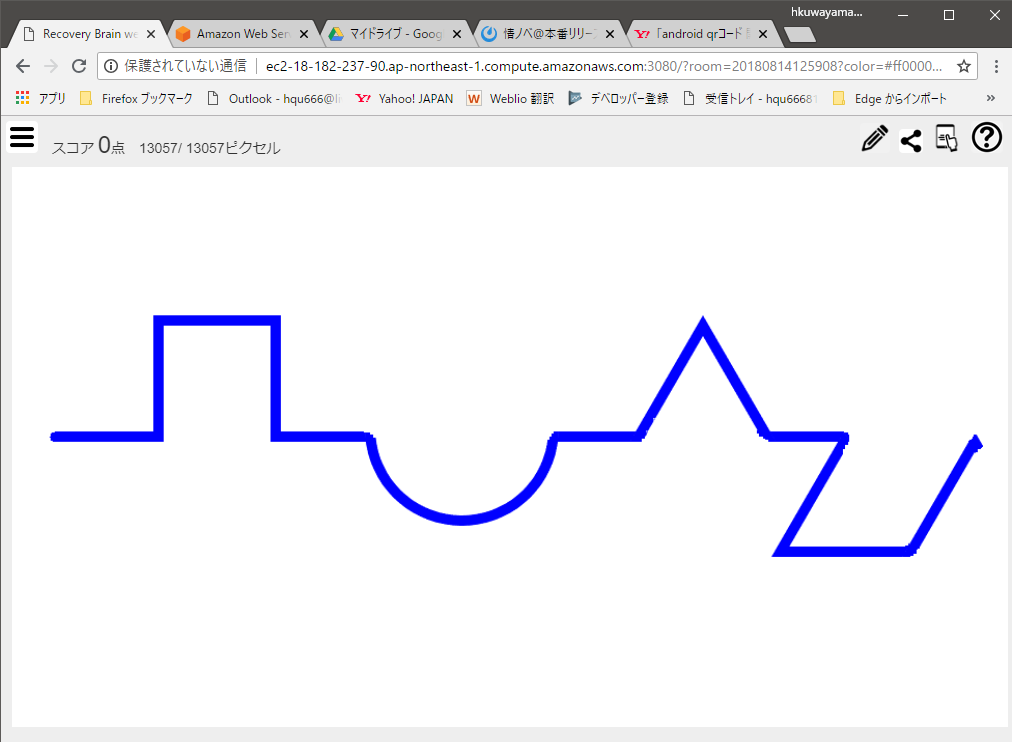 hkuwayama...
Recovery Brain we
Amazon Web Serv
マイドライブ - Goog
情ノベ@本番リリース
「android qrコード
保護されていない通信 ec2-18-182-237-90.ap-northeast-1.compute.amazonaws.com:3080/?room=20180814125908?color=#ff0000...
アプリ Firefox ブックマーク Outlook - hqu666@li Yahoo! JAPAN Weblio 翻訳 デベロッパー登録 受信トレイ - hqu66681 Edge からインポート »
スコア 0点 13057/ 13057ピクセル